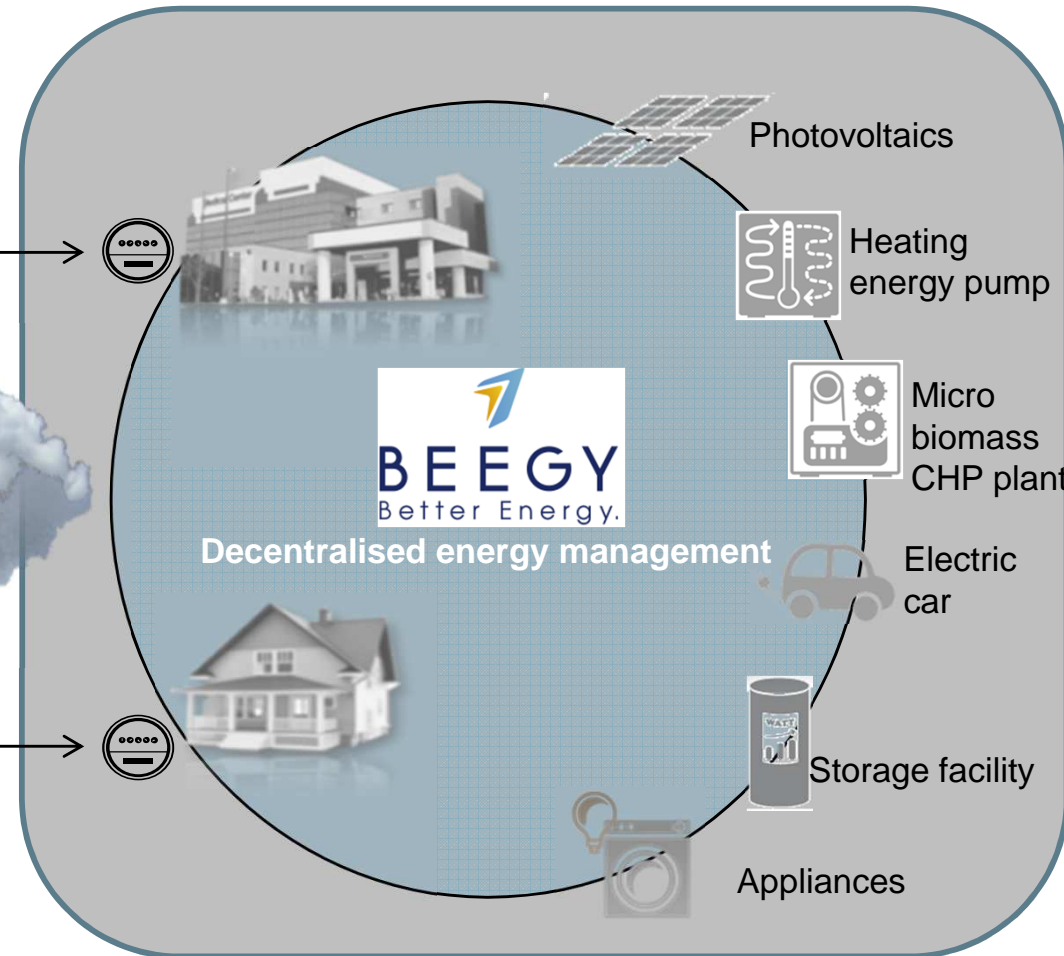 Photovoltaics
Heating
energy pump
Micro
biomass
CHP plant
BEEGY
Better Energy.
Decentralised energy management
Electric
car
WATT
Storage facility
Appliances